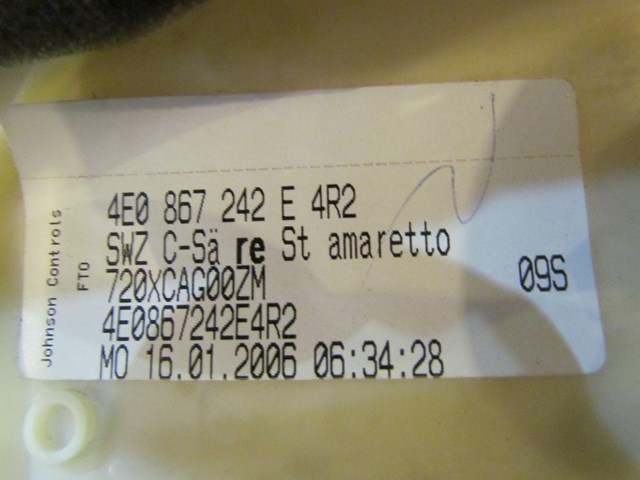 4E0 867 242 E 4R2
SWZ C-Sä re St amaretto
720XCAG00ZM
09S
4E0867242E4R2
MO 16.01.2006 06:34:28
Johnson Controls
FTO